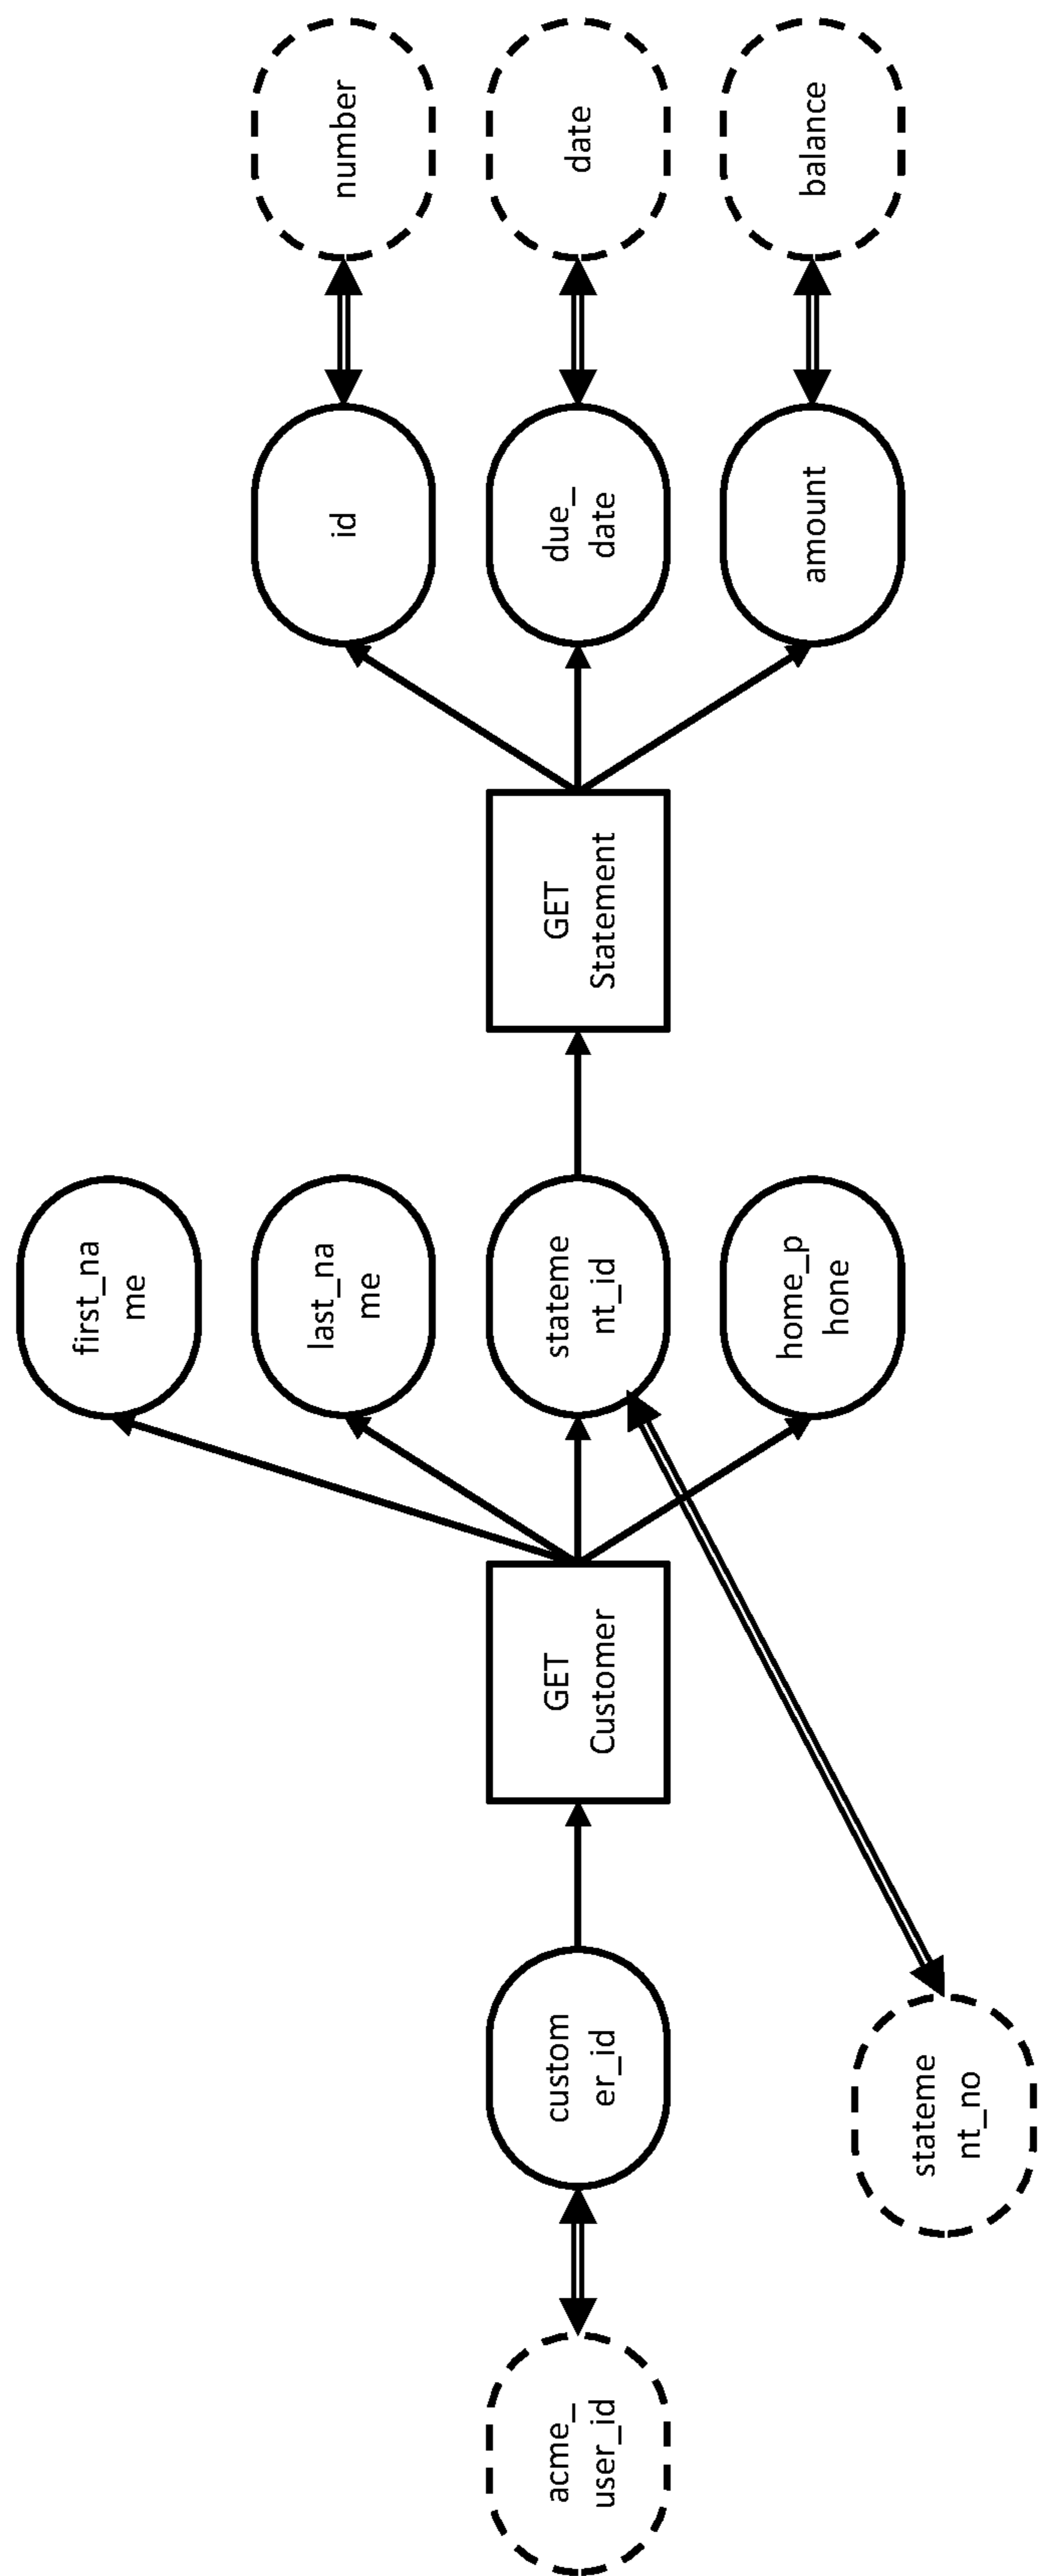 acme_
user_id
stateme
nt_no
custom
er_id
GET
Customer
first_na
me
last_na
me
stateme
nt_id
home_p
hone
GET
Statement
id
due_
date
amount
number
date
balance